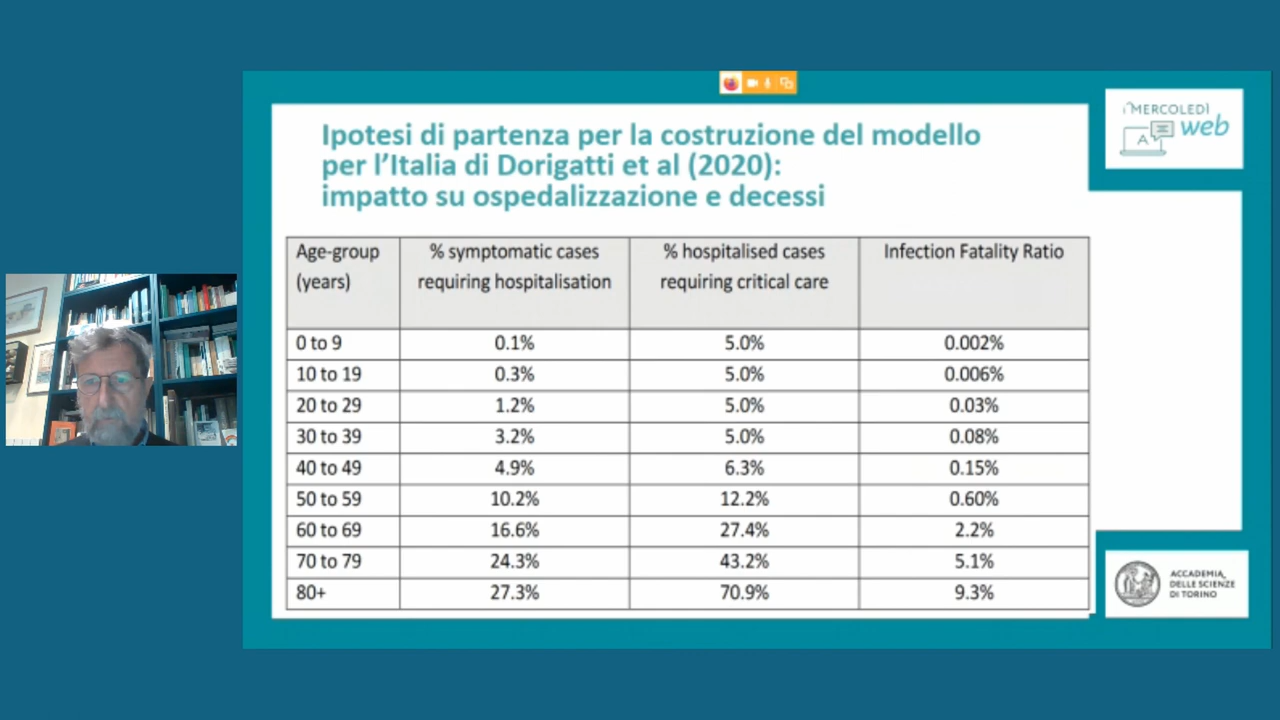 Ipotesi di partenza per la costruzione del modello
per l'Italia di Dorigatti et al (2020):
impatto su ospedalizzazione e decessi
Age-group (years) % symptomatic cases requiring hospitalisation % hospitalised cases requiring critical care Infection Fatality Ratio
0 to 9 0.1% 5.0% 0.002%
10 to 19 0.3% 5.0% 0.006%
20 to 29 1.2% 5.0% 0.03%
30 to 39 3.2% 5.0% 0.08%
40 to 49 4.9% 6.3% 0.15%
50 to 59 10.2% 12.2% 0.60%
60 to 69 16.6% 27.4% 2.2%
70 to 79 24.3% 43.2% 5.1%
80+ 27.3% 70.9% 9.3%
i MERCOLEDÌ
A web
ACCADEMIA
DELLE SCIENZE
DI TORINO